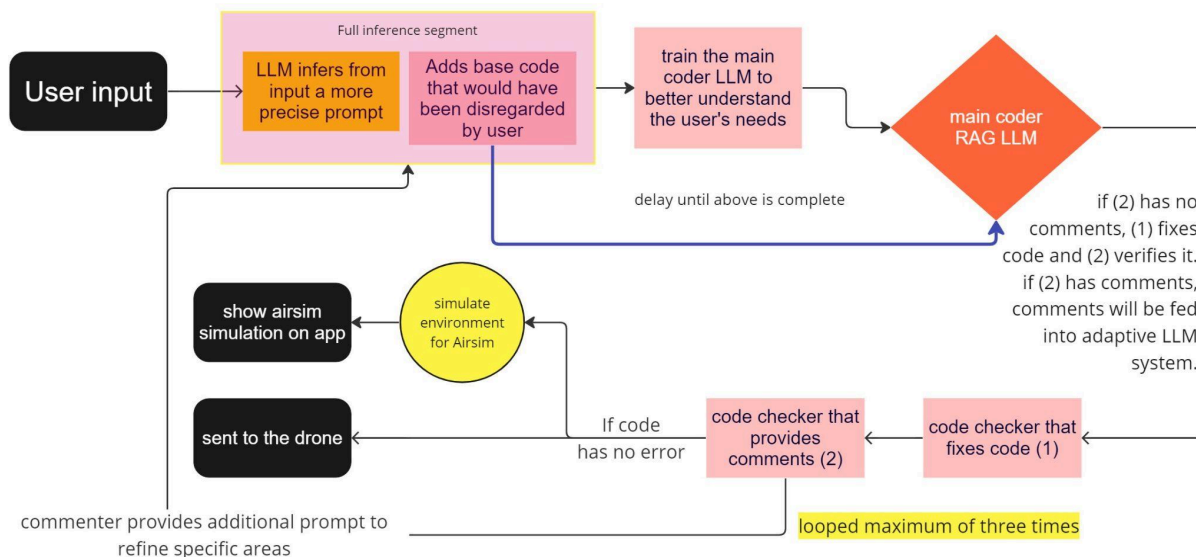 Full inference segment
User input
LLM infers from
input a more
precise prompt
Adds base code
that would have
been disregarded
by user
train the main
coder LLM to
better understand
the user's needs
main coder
RAG LLM
delay until above is complete
if (2) has no
comments, (1) fixes
code and (2) verifies it.
if (2) has comments,
comments will be fed
into adaptive LLM
system.
show airsim
simulation on app
simulate
environment
for Airsim
sent to the drone
If code
has no error
code checker that
provides
comments (2)
code checker that
fixes code (1)
commenter provides additional prompt to
refine specific areas
looped maximum of three times